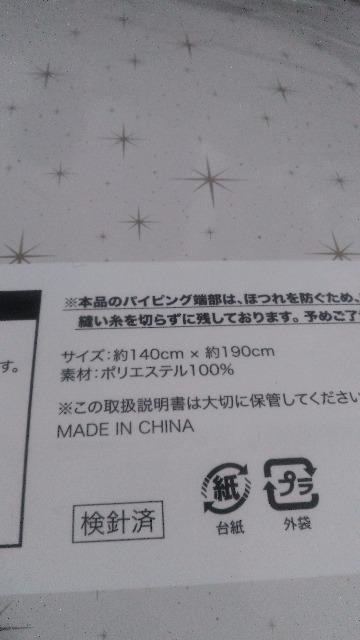 ※本品のパイピング端部は、ほつれを防ぐため、
縫い糸を切らずに残しております。予めご了
す。
サイズ:約140cm × 約190cm
素材:ポリエステル100%
※この取扱説明書は大切に保管してください
MADE IN CHINA
検針済
紙
台紙
プラ
外袋